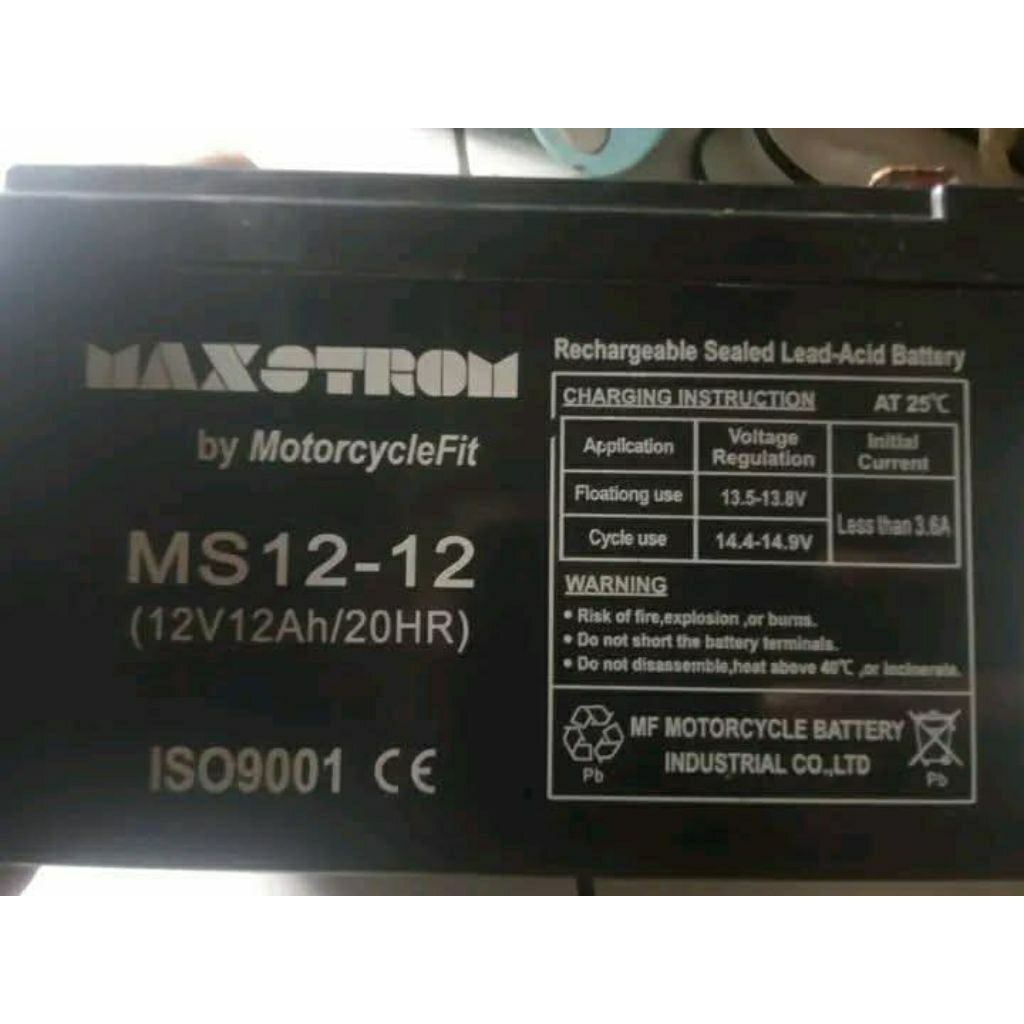 MAXSTROM
by MotorcycleFit
MS12-12
(12V12Ah/20HR)
ISO9001 CE
Rechargeable Sealed Lead-Acid Battery
CHARGING INSTRUCTION AT 25℃
Application Voltage Regulation Initial Current
Floationg use 13.5-13.8V Less than 3.6A
Cycle use 14.4-14.9V
WARNING
• Risk of fire,explosion ,or burns.
• Do not short the battery terminals.
• Do not disassemble,heat above 40℃ ,or incinerate.
MF MOTORCYCLE BATTERY
INDUSTRIAL CO.,LTD
Pb
Pb